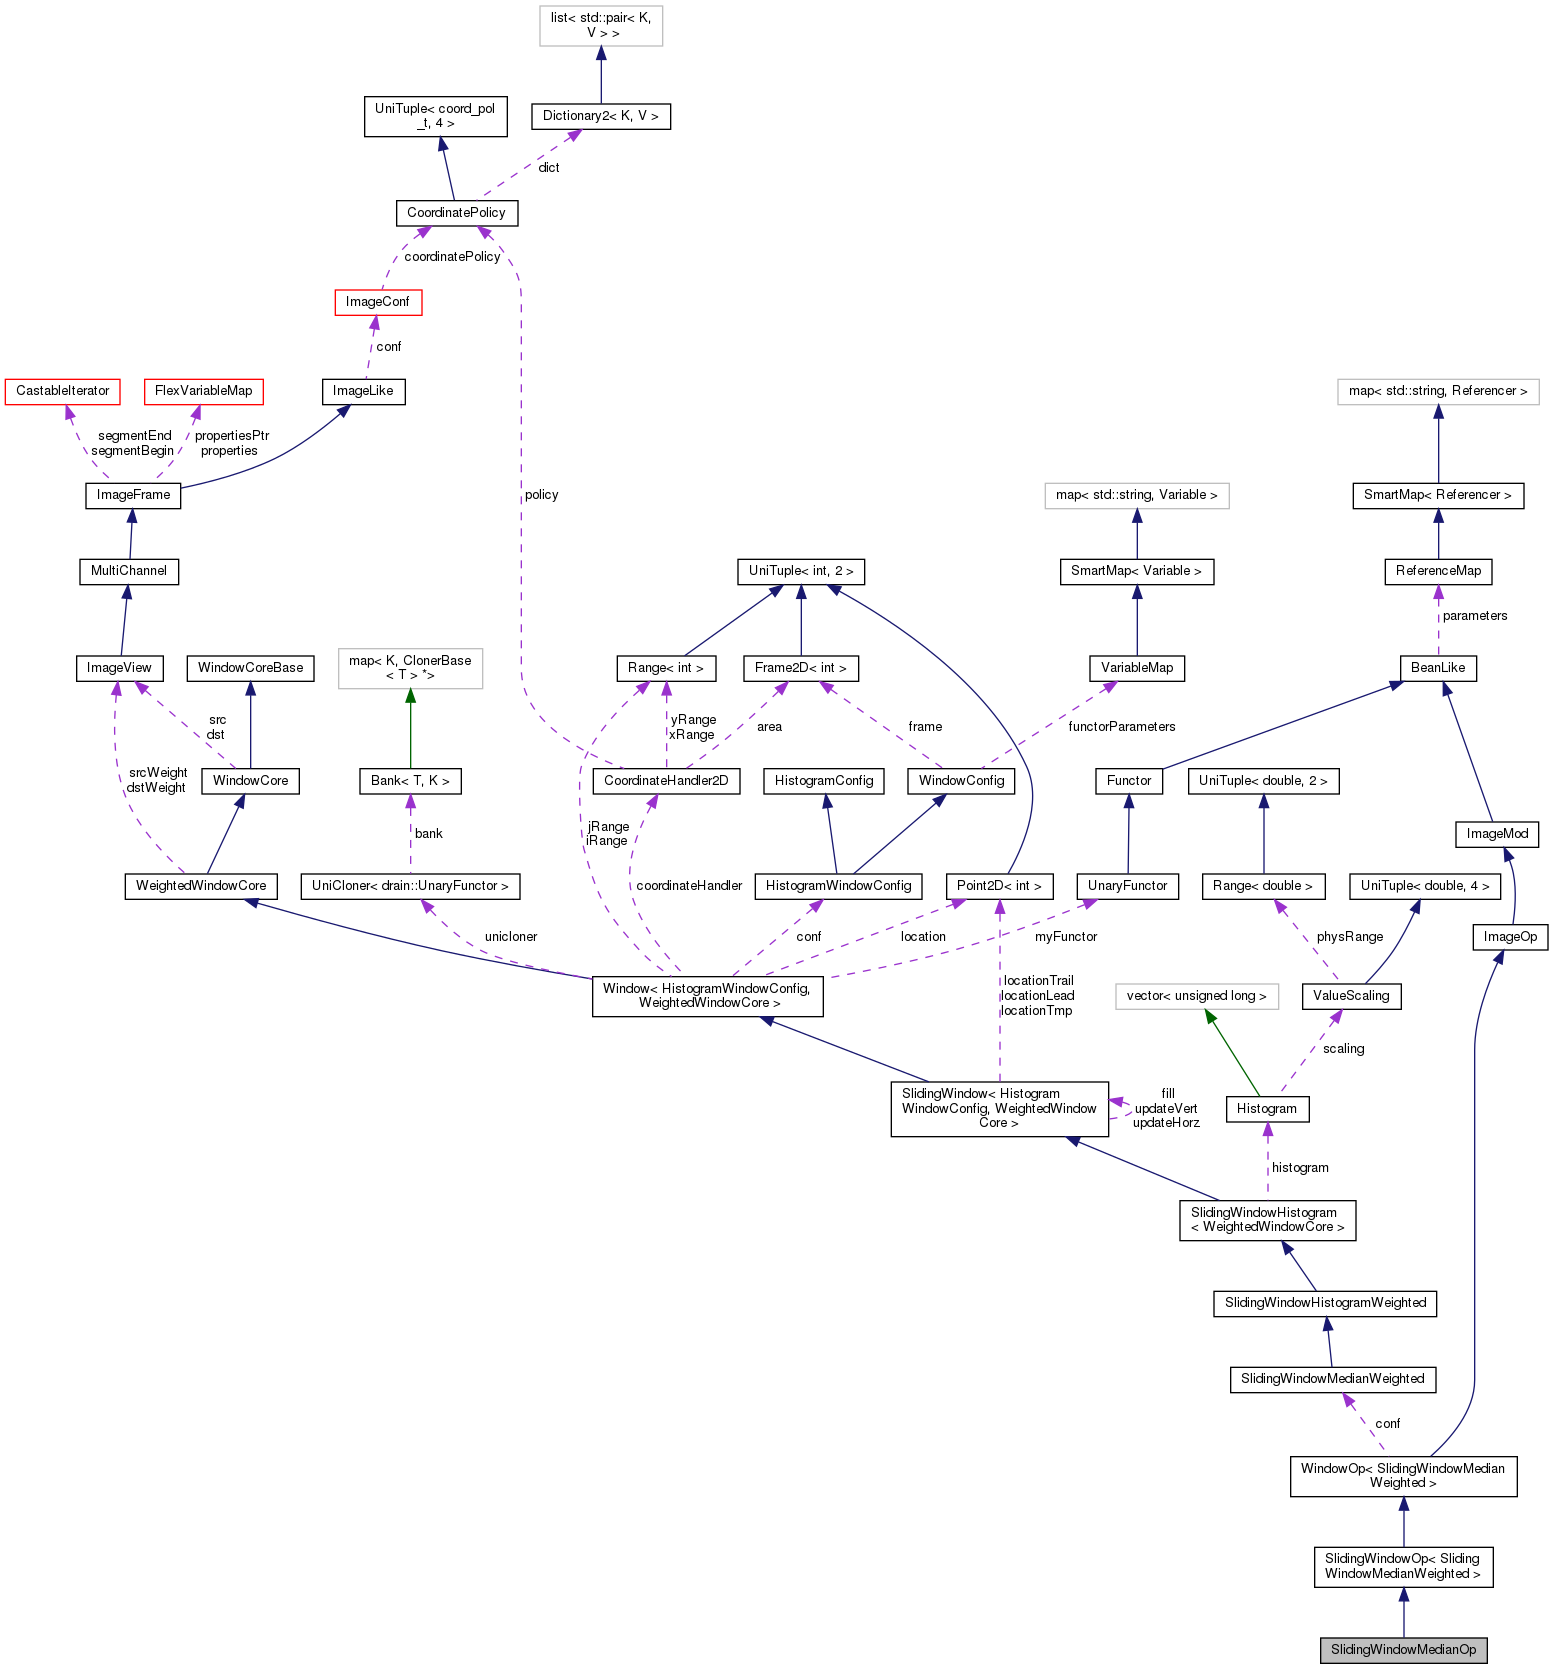 list< std::pair< K,
V > >
UniTuple< coord_pol
_t, 4 >
Dictionary2< K, V >
dict
CoordinatePolicy
coordinatePolicy
ImageConf
conf
CastableIterator
FlexVariableMap
ImageLike
map< std::string, Referencer >
segmentEnd
segmentBegin
propertiesPtr
properties
ImageFrame
policy
map< std::string, Variable >
SmartMap< Referencer >
MultiChannel
UniTuple< int, 2 >
SmartMap< Variable >
ReferenceMap
parameters
ImageView
WindowCoreBase
map< K, ClonerBase
< T > *>
Range< int >
Frame2D< int >
VariableMap
BeanLike
src
dst
yRange
xRange
area
frame
functorParameters
srcWeight
dstWeight
WindowCore
Bank< T, K >
CoordinateHandler2D
HistogramConfig
WindowConfig
Functor
UniTuple< double, 2 >
bank
jRange
iRange
ImageMod
WeightedWindowCore
UniCloner< drain::UnaryFunctor >
coordinateHandler
HistogramWindowConfig
Point2D< int >
UnaryFunctor
Range< double >
UniTuple< double, 4 >
unicloner
conf
location
myFunctor
physRange
ImageOp
Window< HistogramWindowConfig,
WeightedWindowCore >
locationTrail
locationLead
locationTmp
vector< unsigned long >
ValueScaling
scaling
SlidingWindow< Histogram
WindowConfig, WeightedWindow
Core >
fill
updateVert
updateHorz
Histogram
histogram
SlidingWindowHistogram
< WeightedWindowCore >
SlidingWindowHistogramWeighted
SlidingWindowMedianWeighted
conf
WindowOp< SlidingWindowMedian
Weighted >
SlidingWindowOp< Sliding
WindowMedianWeighted >
SlidingWindowMedianOp